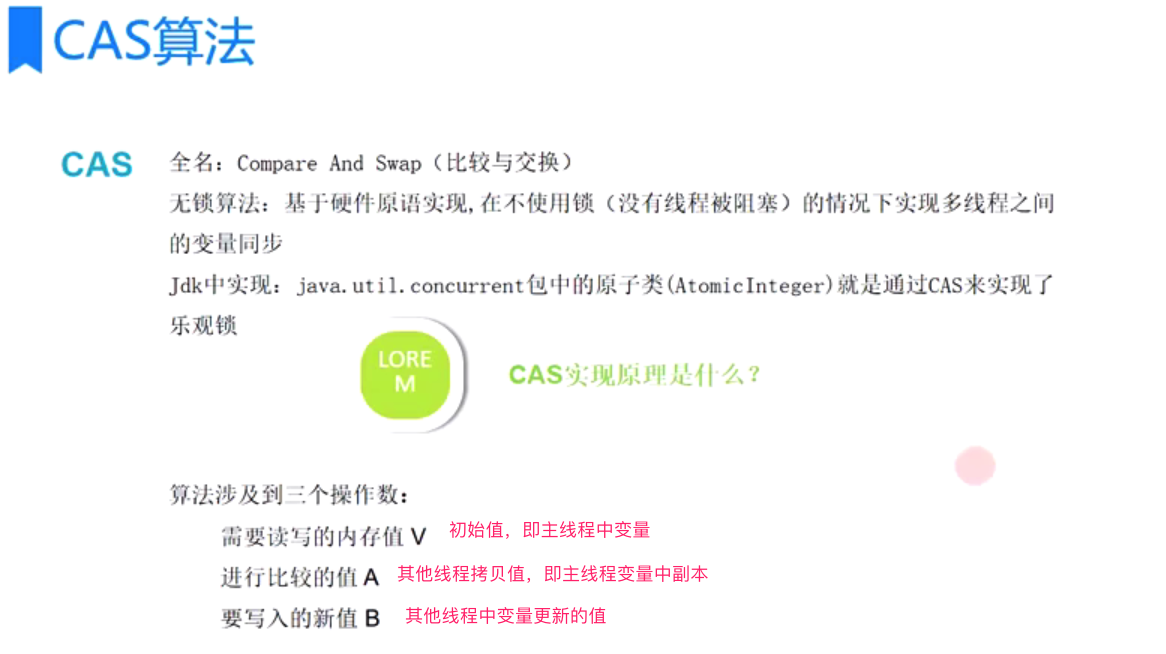 CAS算法
CAS
全名：Compare And Swap（比较与交换）
无锁算法：基于硬件原语实现,在不使用锁（没有线程被阻塞）的情况下实现多线程之间
的变量同步
Jdk中实现：java.util.concurrent包中的原子类(AtomicInteger)就是通过CAS来实现了
乐观锁
LORE
M
CAS实现原理是什么？
算法涉及到三个操作数：
需要读写的内存值 V 初始值，即主线程中变量
进行比较的值 A 其他线程拷贝值，即主线程变量中副本
要写入的新值 B 其他线程中变量更新的值